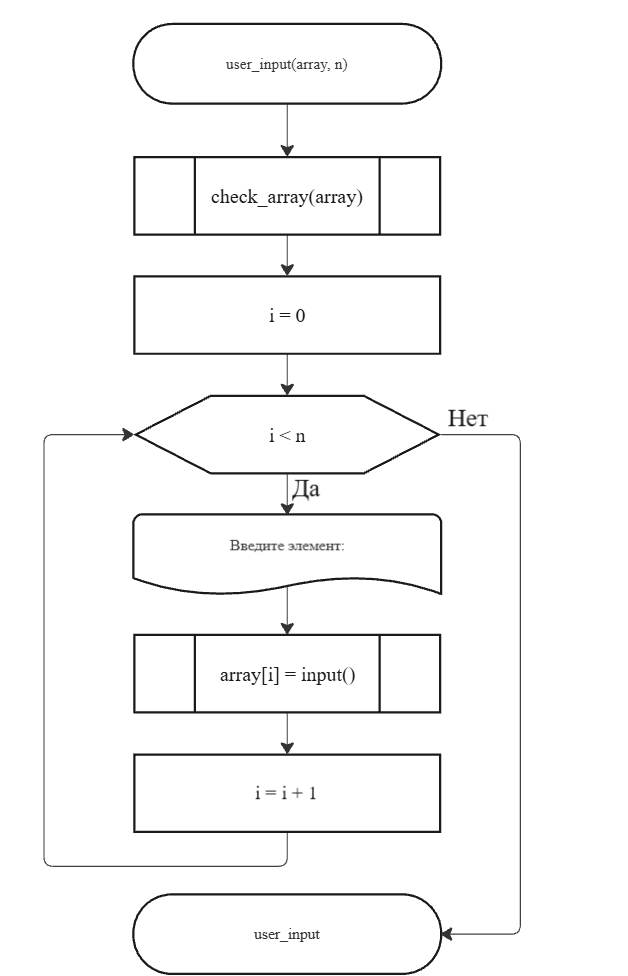 user_input(array, n)
check_array(array)
i = 0
i < n
Нет
Да
Введите элемент:
array[i] = input()
i = i + 1
user_input